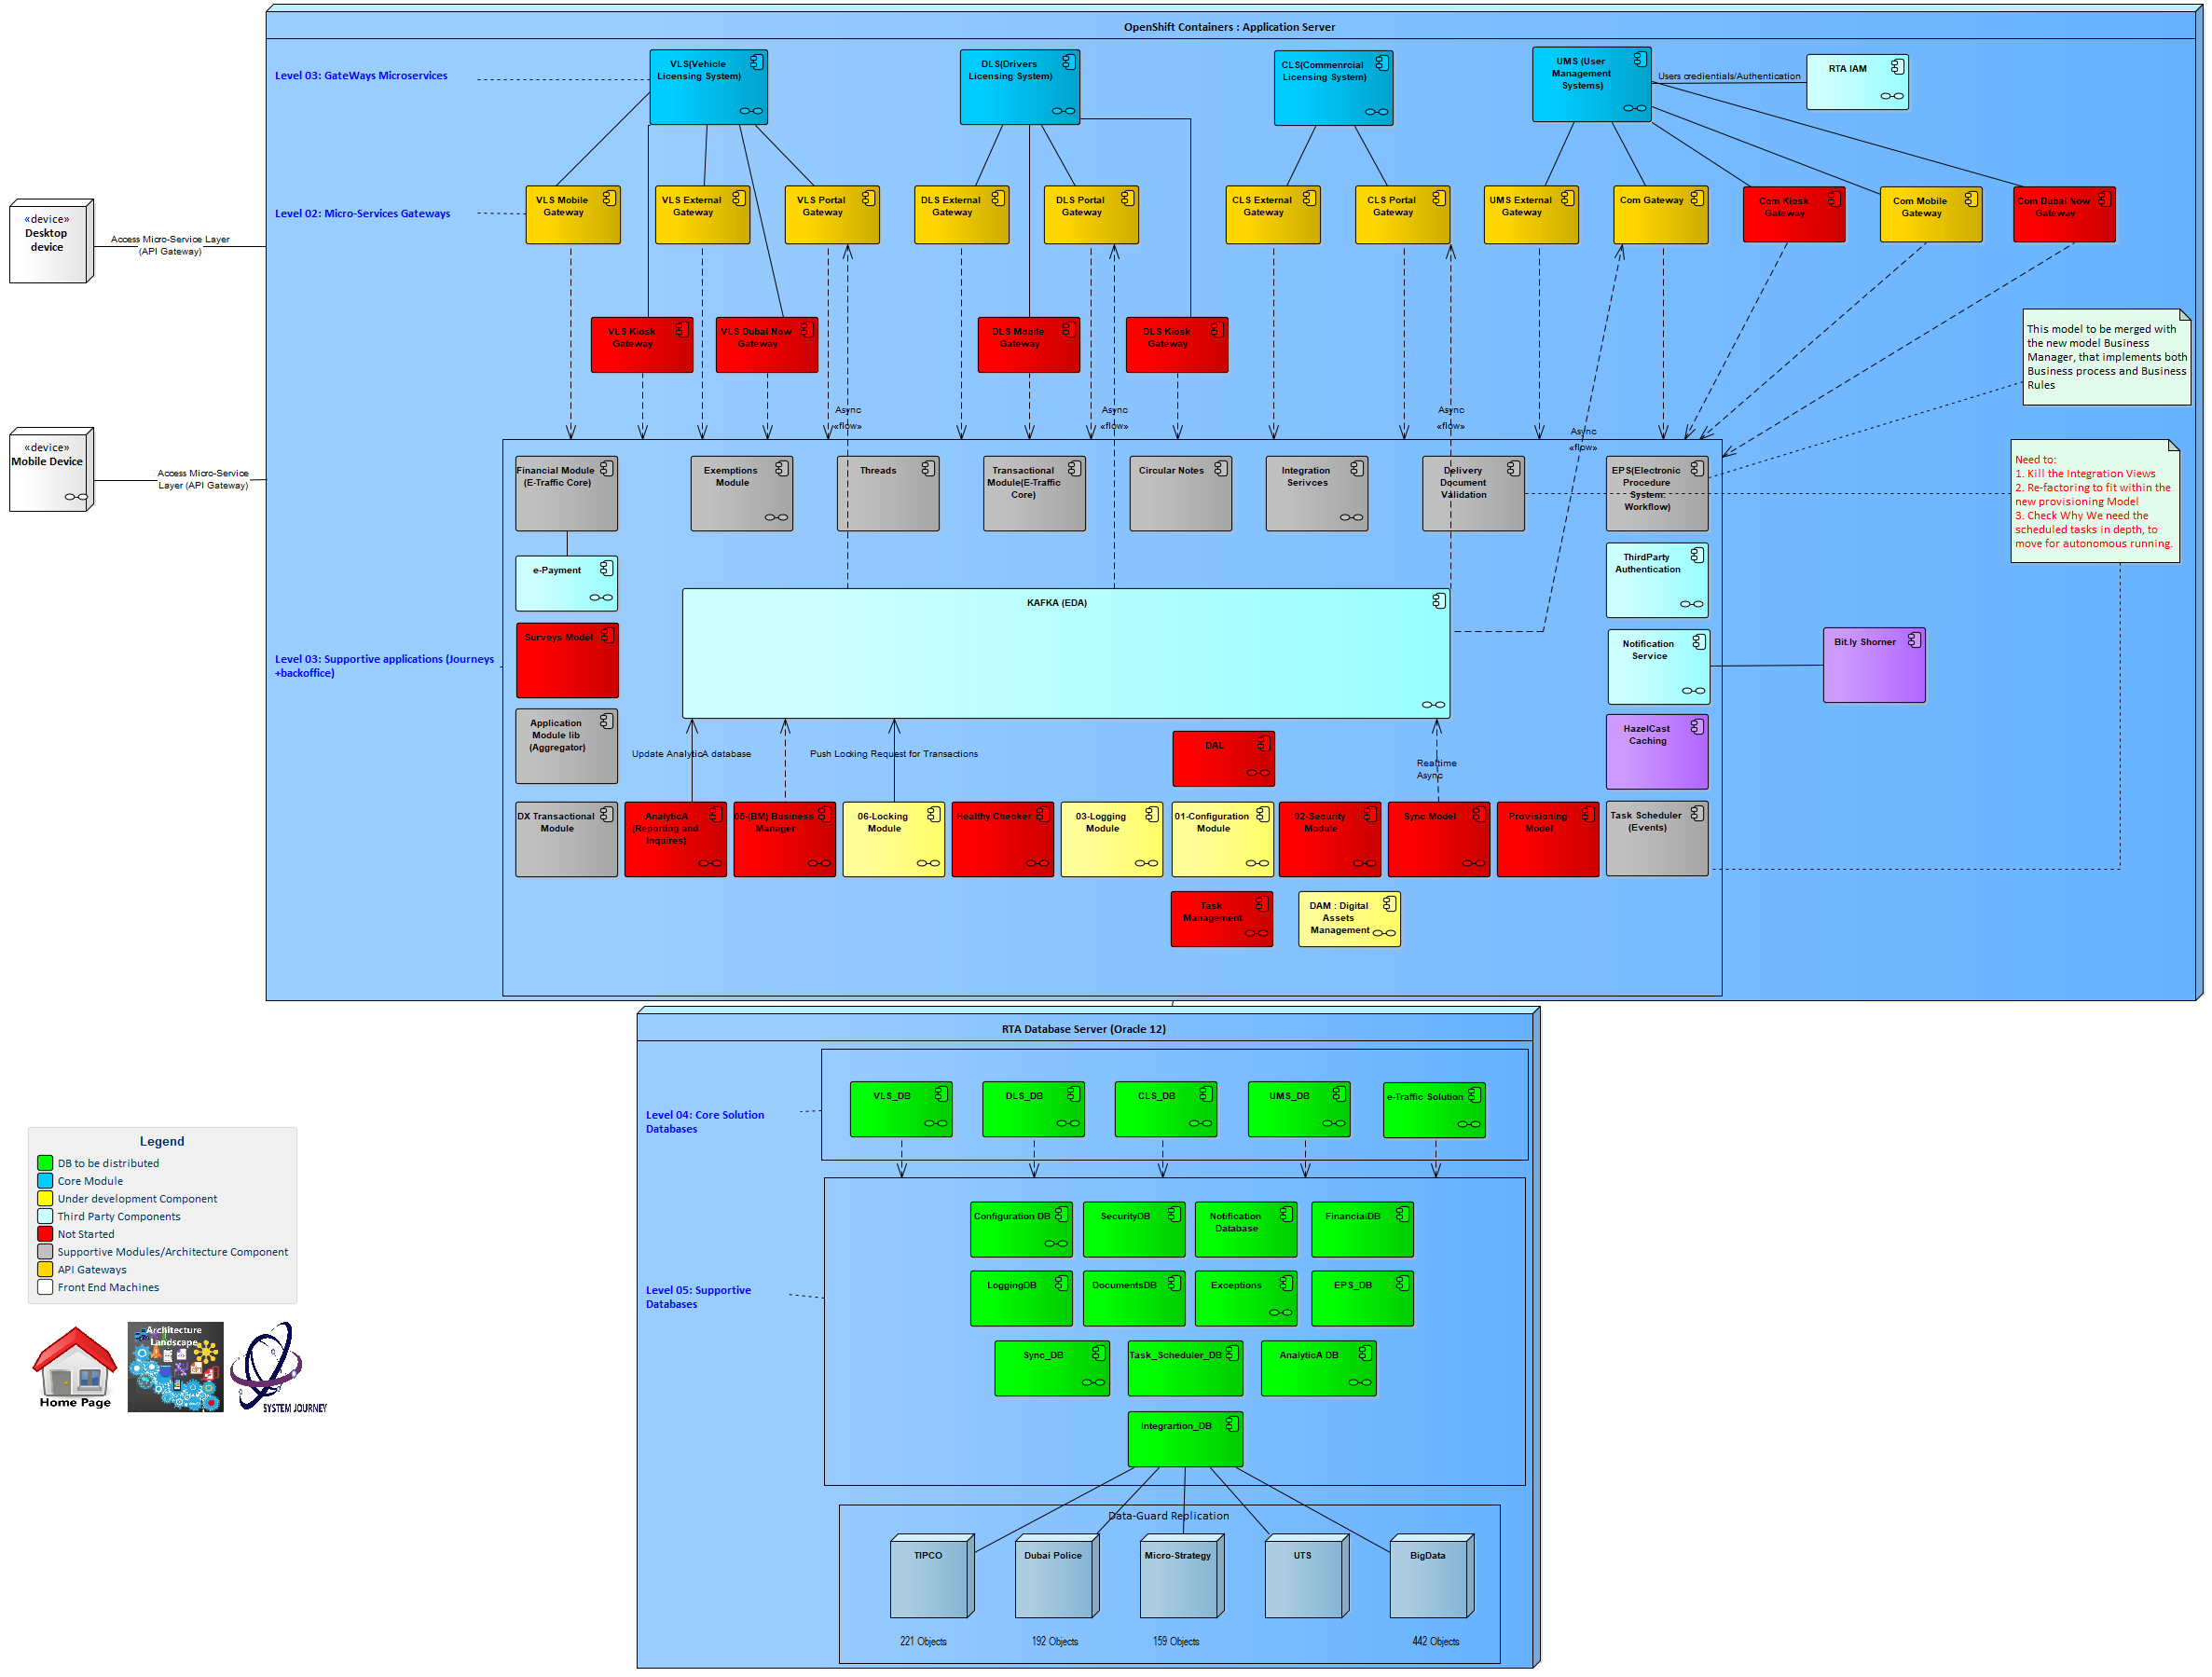 OpenShift Containers : Application Server
Level 03: GateWays Microservices
VLS(Vehicle
Licensing System)
DLS(Drivers
Licensing System)
CLS(Commenrcial
Licensing System)
UMS (User
Management
Systems)
Users credientials/Authentication
RTA IAM
Level 02: Micro-Services Gateways
VLS Mobile
Gateway
VLS External
Gateway
VLS Portal
Gateway
DLS External
Gateway
DLS Portal
Gateway
CLS External
Gateway
CLS Portal
Gateway
UMS External
Gateway
Com Gateway
Com Kiosk
Gateway
Com Mobile
Gateway
Com Dubai Now
Gateway
«device»
Desktop
device
Access Micro-Service Layer
(API Gateway)
VLS Kiosk
Gateway
VLS Dubai Now
Gateway
DLS Mobile
Gateway
DLS Kiosk
Gateway
This model to be merged with
the new model Business
Manager, that implements both
Business process and Business
Rules
Async
«flow»
Async
«flow»
Async
«flow»
Async
«flow»
«device»
Mobile Device
Access Micro-Service
Layer (API Gateway)
Financial Module
(E-Traffic Core)
Exemptions
Module
Threads
Transactional
Module(E-Traffic
Core)
Circular Notes
Integration
Serivces
Delivery
Document
Validation
EPS(Electronic
Procedure
System:
Workflow)
Need to:
1. Kill the Integration Views
2. Re-factoring to fit within the
new provisioning Model
3. Check Why We need the
scheduled tasks in depth, to
move for autonomous running.
e-Payment
ThirdParty
Authentication
KAFKA (EDA)
Surveys Model
Notification
Service
Bit.ly Shorner
Level 03: Supportive applications (Journeys
+backoffice)
Application
Module lib
(Aggregator)
HazelCast
Caching
Update AnalyticA database
Push Locking Request for Transactions
DAL
Realtime
Async
DX Transactional
Module
AnalyticA
(Reporting and
Inquires)
05-(BM) Business
Manager
06-Locking
Module
Healthy Checker
03-Logging
Module
01-Configuration
Module
02-Security
Module
Sync Model
Provisioning
Model
Task Scheduler
(Events)
Task
Management
DAM : Digital
Assets
Management
RTA Database Server (Oracle 12)
Level 04: Core Solution
Databases
VLS_DB
DLS_DB
CLS_DB
UMS_DB
e-Traffic Solution
Level 05: Supportive
Databases
Configuration DB
SecurityDB
Notification
Database
FinancialDB
LoggingDB
DocumentsDB
Exceptions
EPS_DB
Sync_DB
Task_Scheduler_DB
AnalyticA DB
Integrartion_DB
Data-Guard Replication
TIPCO
Dubai Police
Micro-Strategy
UTS
BigData
221 Objects
192 Objects
159 Objects
442 Objects
Legend
DB to be distributed
Core Module
Under development Component
Third Party Components
Not Started
Supportive Modules/Architecture Component
API Gateways
Front End Machines
Home Page
Architecture
Landscape
SYSTEM JOURNEY